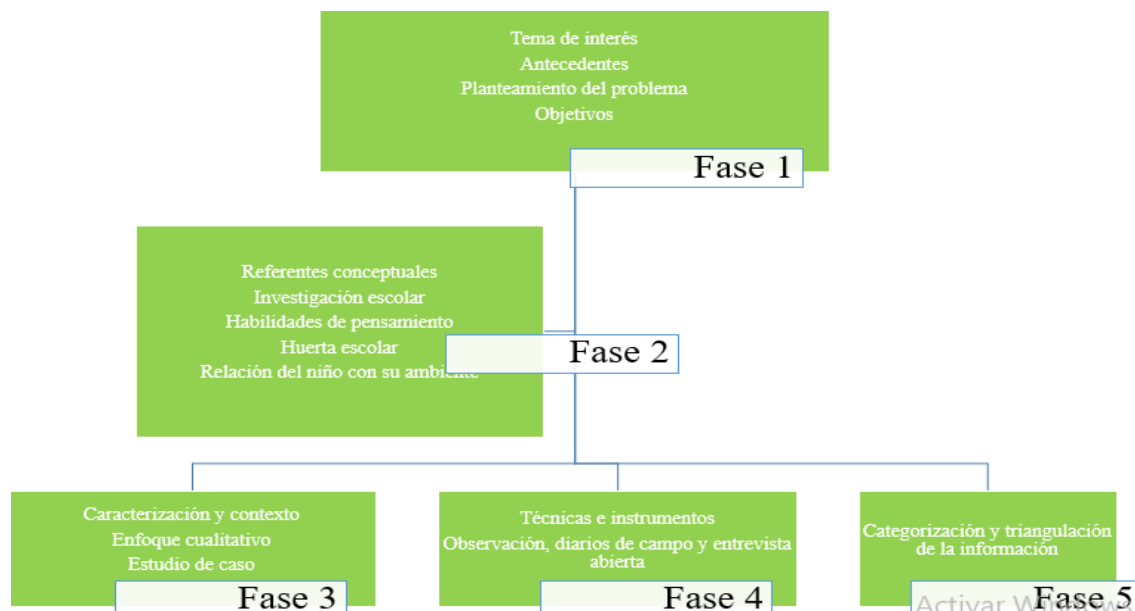 Tema de interés
Antecedentes
Planteamiento del problema
Objetivos
Fase 1
Referentes conceptuales
Investigación escolar
Habilidades de pensamiento
Huerta escolar
Relación del niño con su ambiente
Fase 2
Caracterización y contexto
Enfoque cualitativo
Estudio de caso
Fase 3
Técnicas e instrumentos
Observación, diarios de campo y entrevista
abierta
Fase 4
Categorización y triangulación
de la información
Fase 5
Activar Windows